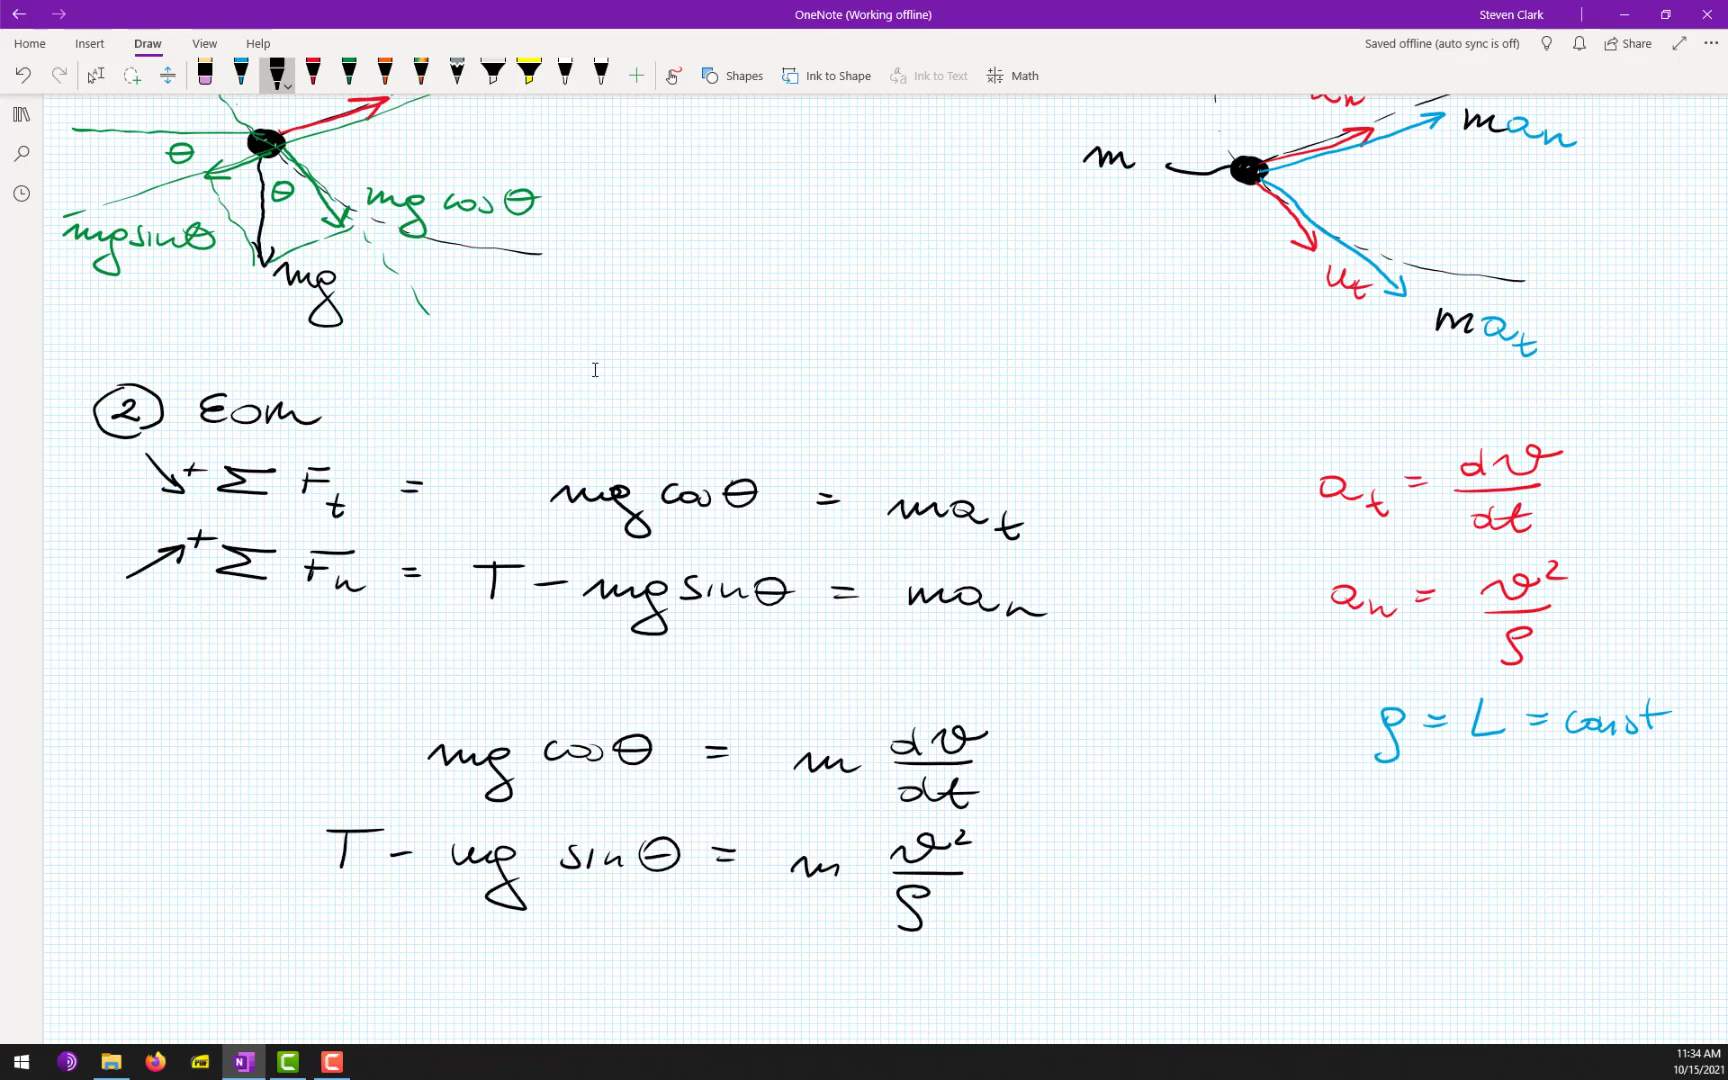 OneNote (Working offline)
Steven Clark
Home Insert Draw View Help
Saved offline (auto sync is off)
Share
Shapes
Ink to Shape
Ink to Text
Math
θ
θ
mg cos θ
mg sin θ
mg
m
man
ut
mat
② EOM
+ Σ Ft = mg cos θ = mat
+ Σ Fn = T - mg sin θ = man
at = dv/dt
an = v²/ρ
ρ = L = const
mg cos θ = m dv/dt
T - mg sin θ = m v²/ρ
11:34 AM
10/15/2021